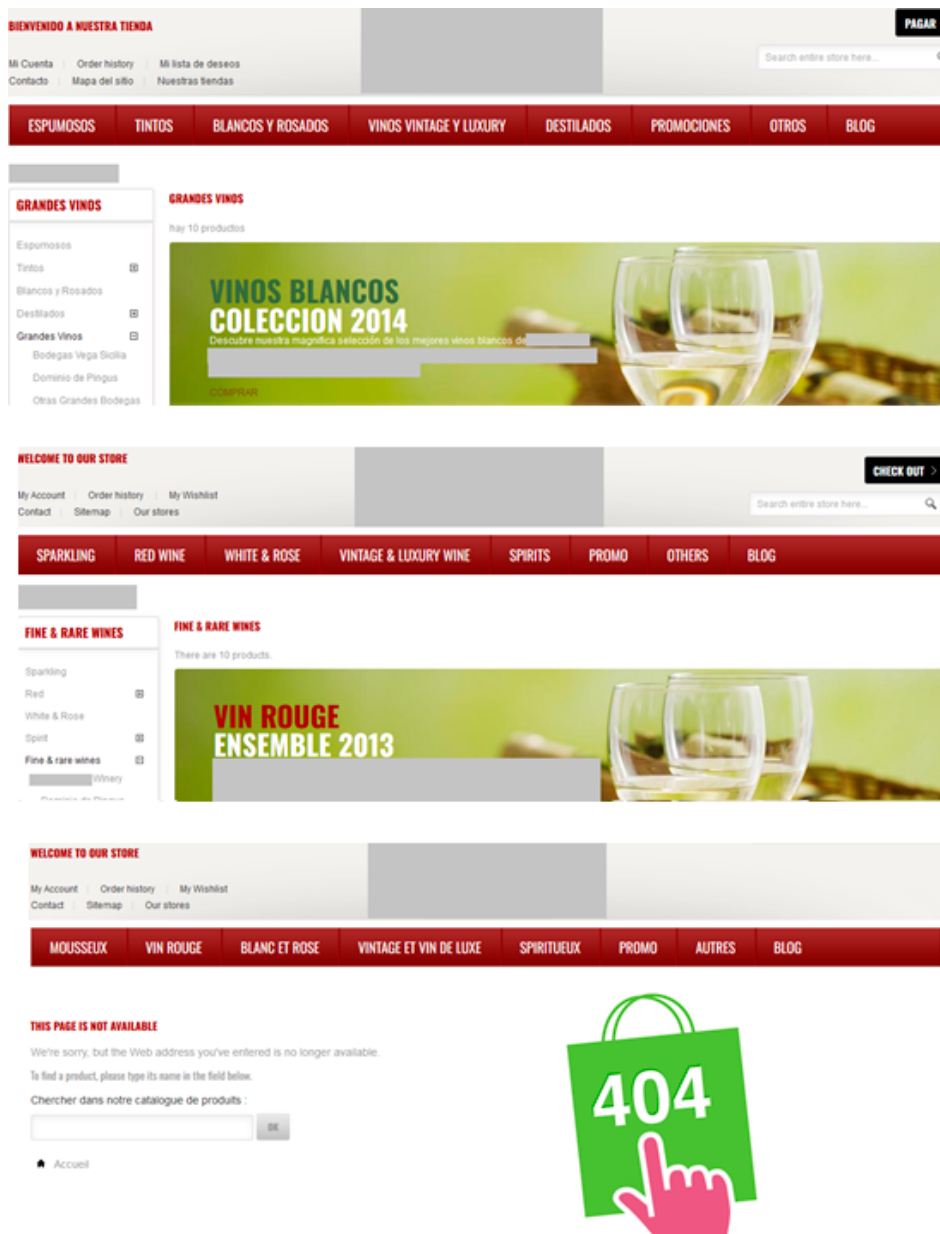 BIENVENIDO A NUESTRA TIENDA
PAGAR
Mi Cuenta Order history Mi lista de deseos
Search entire store here...
Contacto Mapa del sitio Nuestras tiendas
ESPUMOSOS TINTOS BLANCOS Y ROSADOS VINOS VINTAGE Y LUXURY DESTILADOS PROMOCIONES OTROS BLOG
GRANDES VINOS
Espumosos
Tintos
Blancos y Rosados
Destilados
Grandes Vinos
Bodegas Vega Sicilia
Dominio de Pingus
Otras Grandes Bodegas
GRANDES VINOS
hay 10 productos
VINOS BLANCOS
COLECCION 2014
Descubre nuestra magnifica selección de los mejores vinos blancos de
COMPRAR
WELCOME TO OUR STORE
CHECK OUT >
My Account Order history My Wishlist
Search entire store here...
Contact Sitemap Our stores
SPARKLING RED WINE WHITE & ROSE VINTAGE & LUXURY WINE SPIRITS PROMO OTHERS BLOG
FINE & RARE WINES
Sparkling
Red
White & Rose
Spirit
Fine & rare wines
Winery
Dominio de Pingus
FINE & RARE WINES
There are 10 products.
VIN ROUGE
ENSEMBLE 2013
WELCOME TO OUR STORE
My Account Order history My Wishlist
Contact Sitemap Our stores
MOUSSEUX VIN ROUGE BLANC ET ROSE VINTAGE ET VIN DE LUXE SPIRITUEUX PROMO AUTRES BLOG
THIS PAGE IS NOT AVAILABLE
We're sorry, but the Web address you've entered is no longer available.
To find a product, please type its name in the field below.
Chercher dans notre catalogue de produits :
OK
Accueil
404